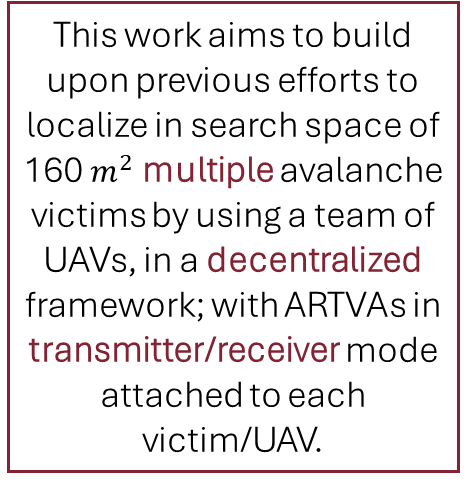 This work aims to build
upon previous efforts to
localize in search space of
160 m² multiple avalanche
victims by using a team of
UAVs, in a decentralized
framework; with ARTVAs in
transmitter/receiver mode
attached to each
victim/UAV.